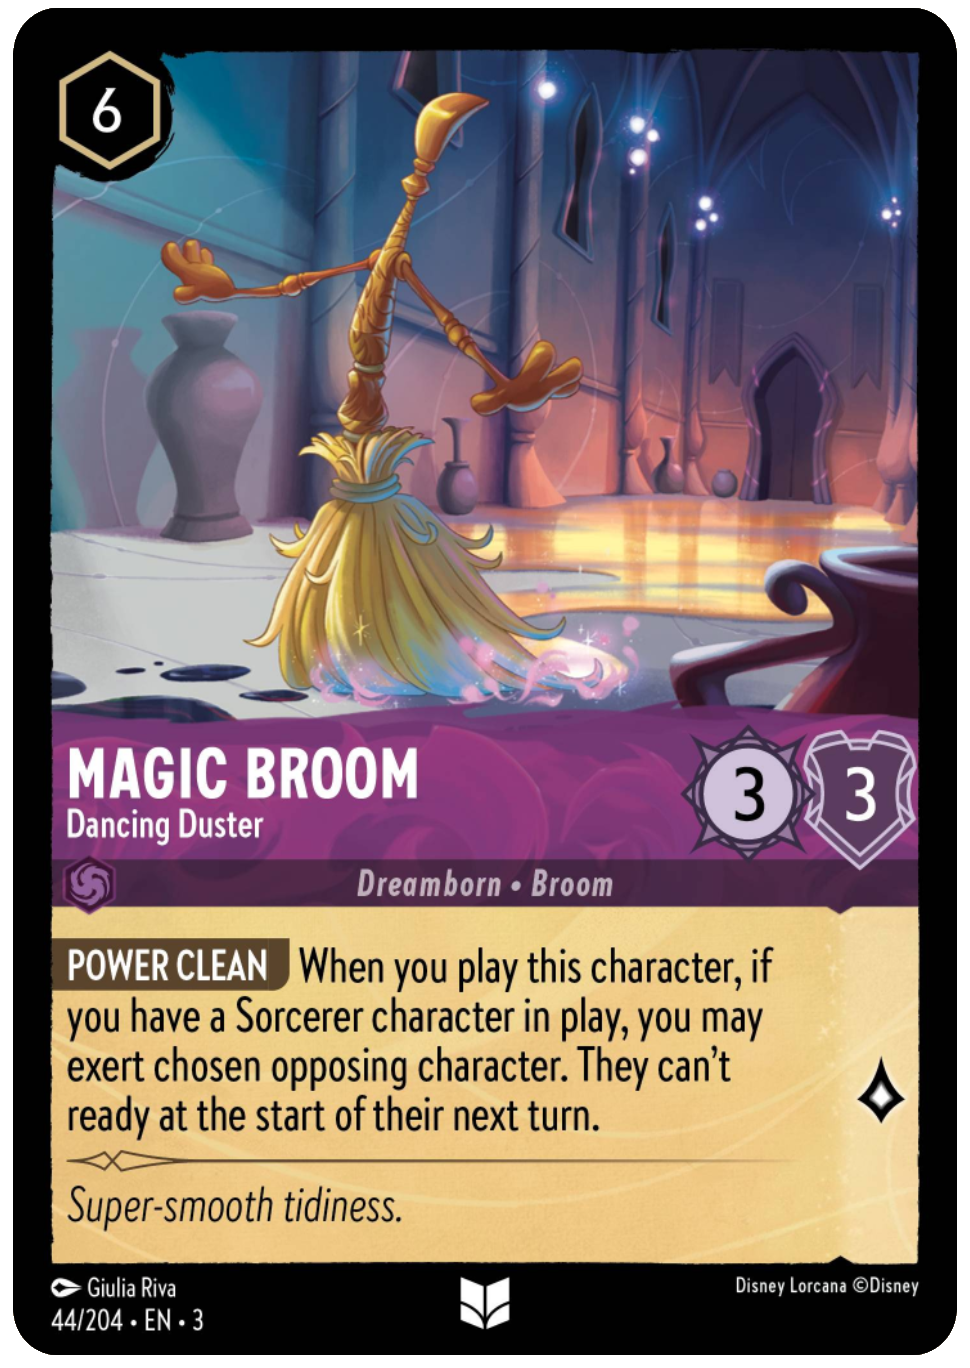 6
MAGIC BROOM
Dancing Duster
3
3
Dreamborn • Broom
POWER CLEAN When you play this character, if
you have a Sorcerer character in play, you may
exert chosen opposing character. They can't
ready at the start of their next turn.
Super-smooth tidiness.
Giulia Riva
44/204 • EN • 3
Disney Lorcana ©Disney